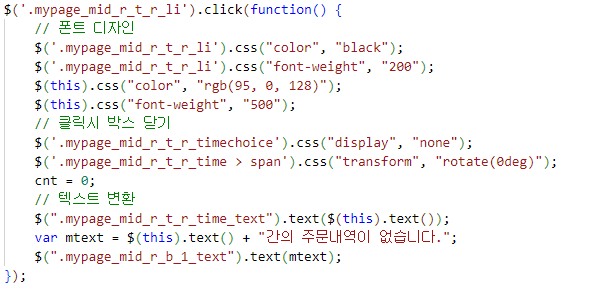 $('.mypage_mid_r_t_r_li').click(function() {
// 폰트 디자인
$('.mypage_mid_r_t_r_li').css("color", "black");
$('.mypage_mid_r_t_r_li').css("font-weight", "200");
$(this).css("color", "rgb(95, 0, 128)");
$(this).css("font-weight", "500");
// 클릭시 박스 닫기
$('.mypage_mid_r_t_r_timechoice').css("display", "none");
$('.mypage_mid_r_t_r_time > span').css("transform", "rotate(0deg)");
cnt = 0;
// 텍스트 변환
$(".mypage_mid_r_t_r_time_text").text($(this).text());
var mtext = $(this).text() + "간의 주문내역이 없습니다.";
$(".mypage_mid_r_b_1_text").text(mtext);
});